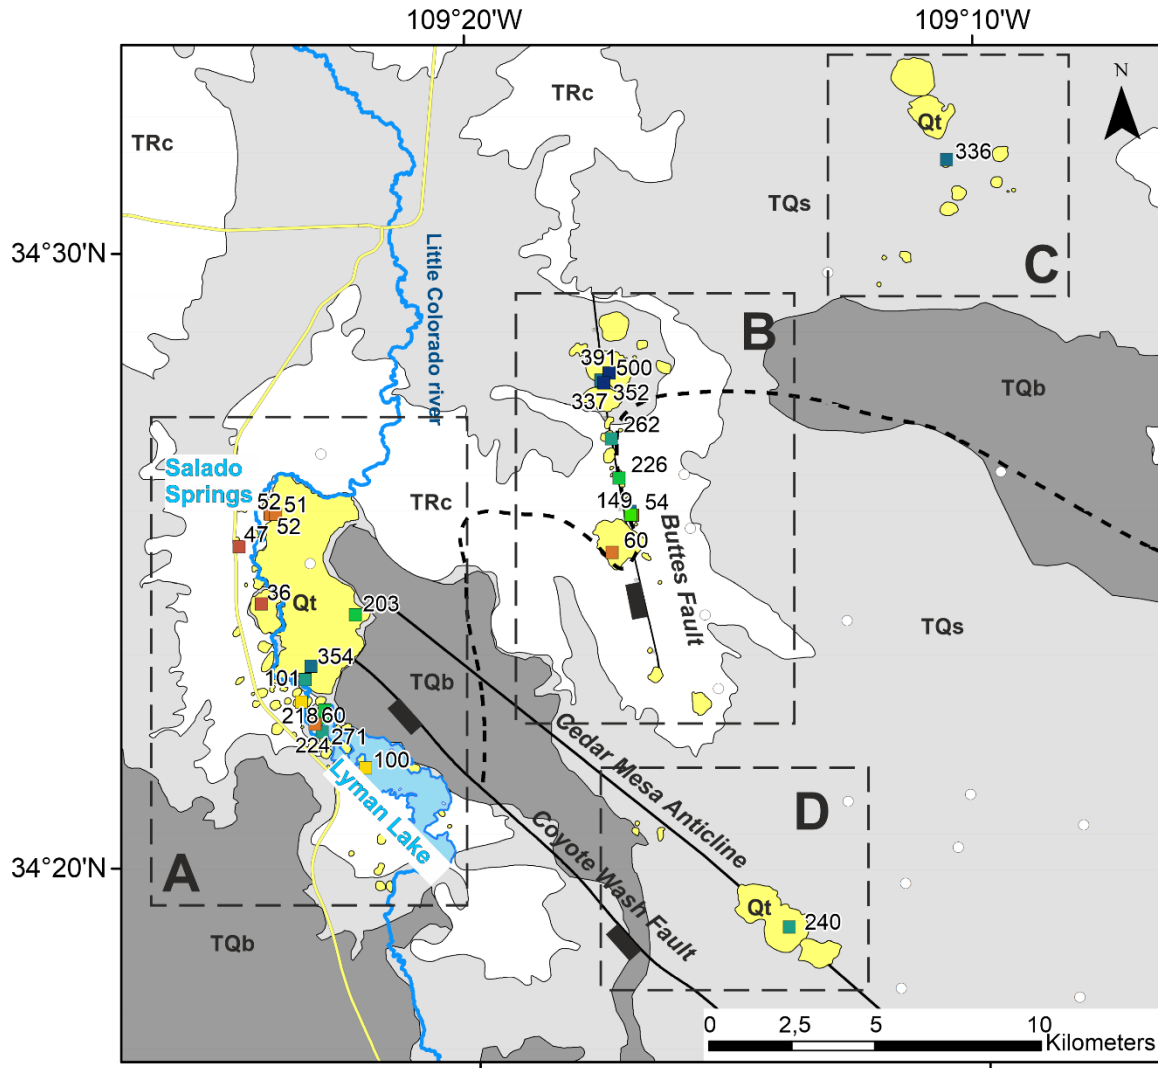 109°20'W
109°10'W
TRc
TRc
Qt
N
336
TQs
34°30'N
C
Little Colorado river
B
391
500
352
337
TQb
262
226
Salado
Springs
TRc
149
54
52
51
52
47
60
Buttes Fault
36
Qt
203
TQs
354
101
TQb
218
60
224
271
100
Cedar Mesa Anticline
Lyman Lake
Coyote Wash Fault
D
34°20'N
A
Qt
240
TQb
0
2,5
5
10
Kilometers